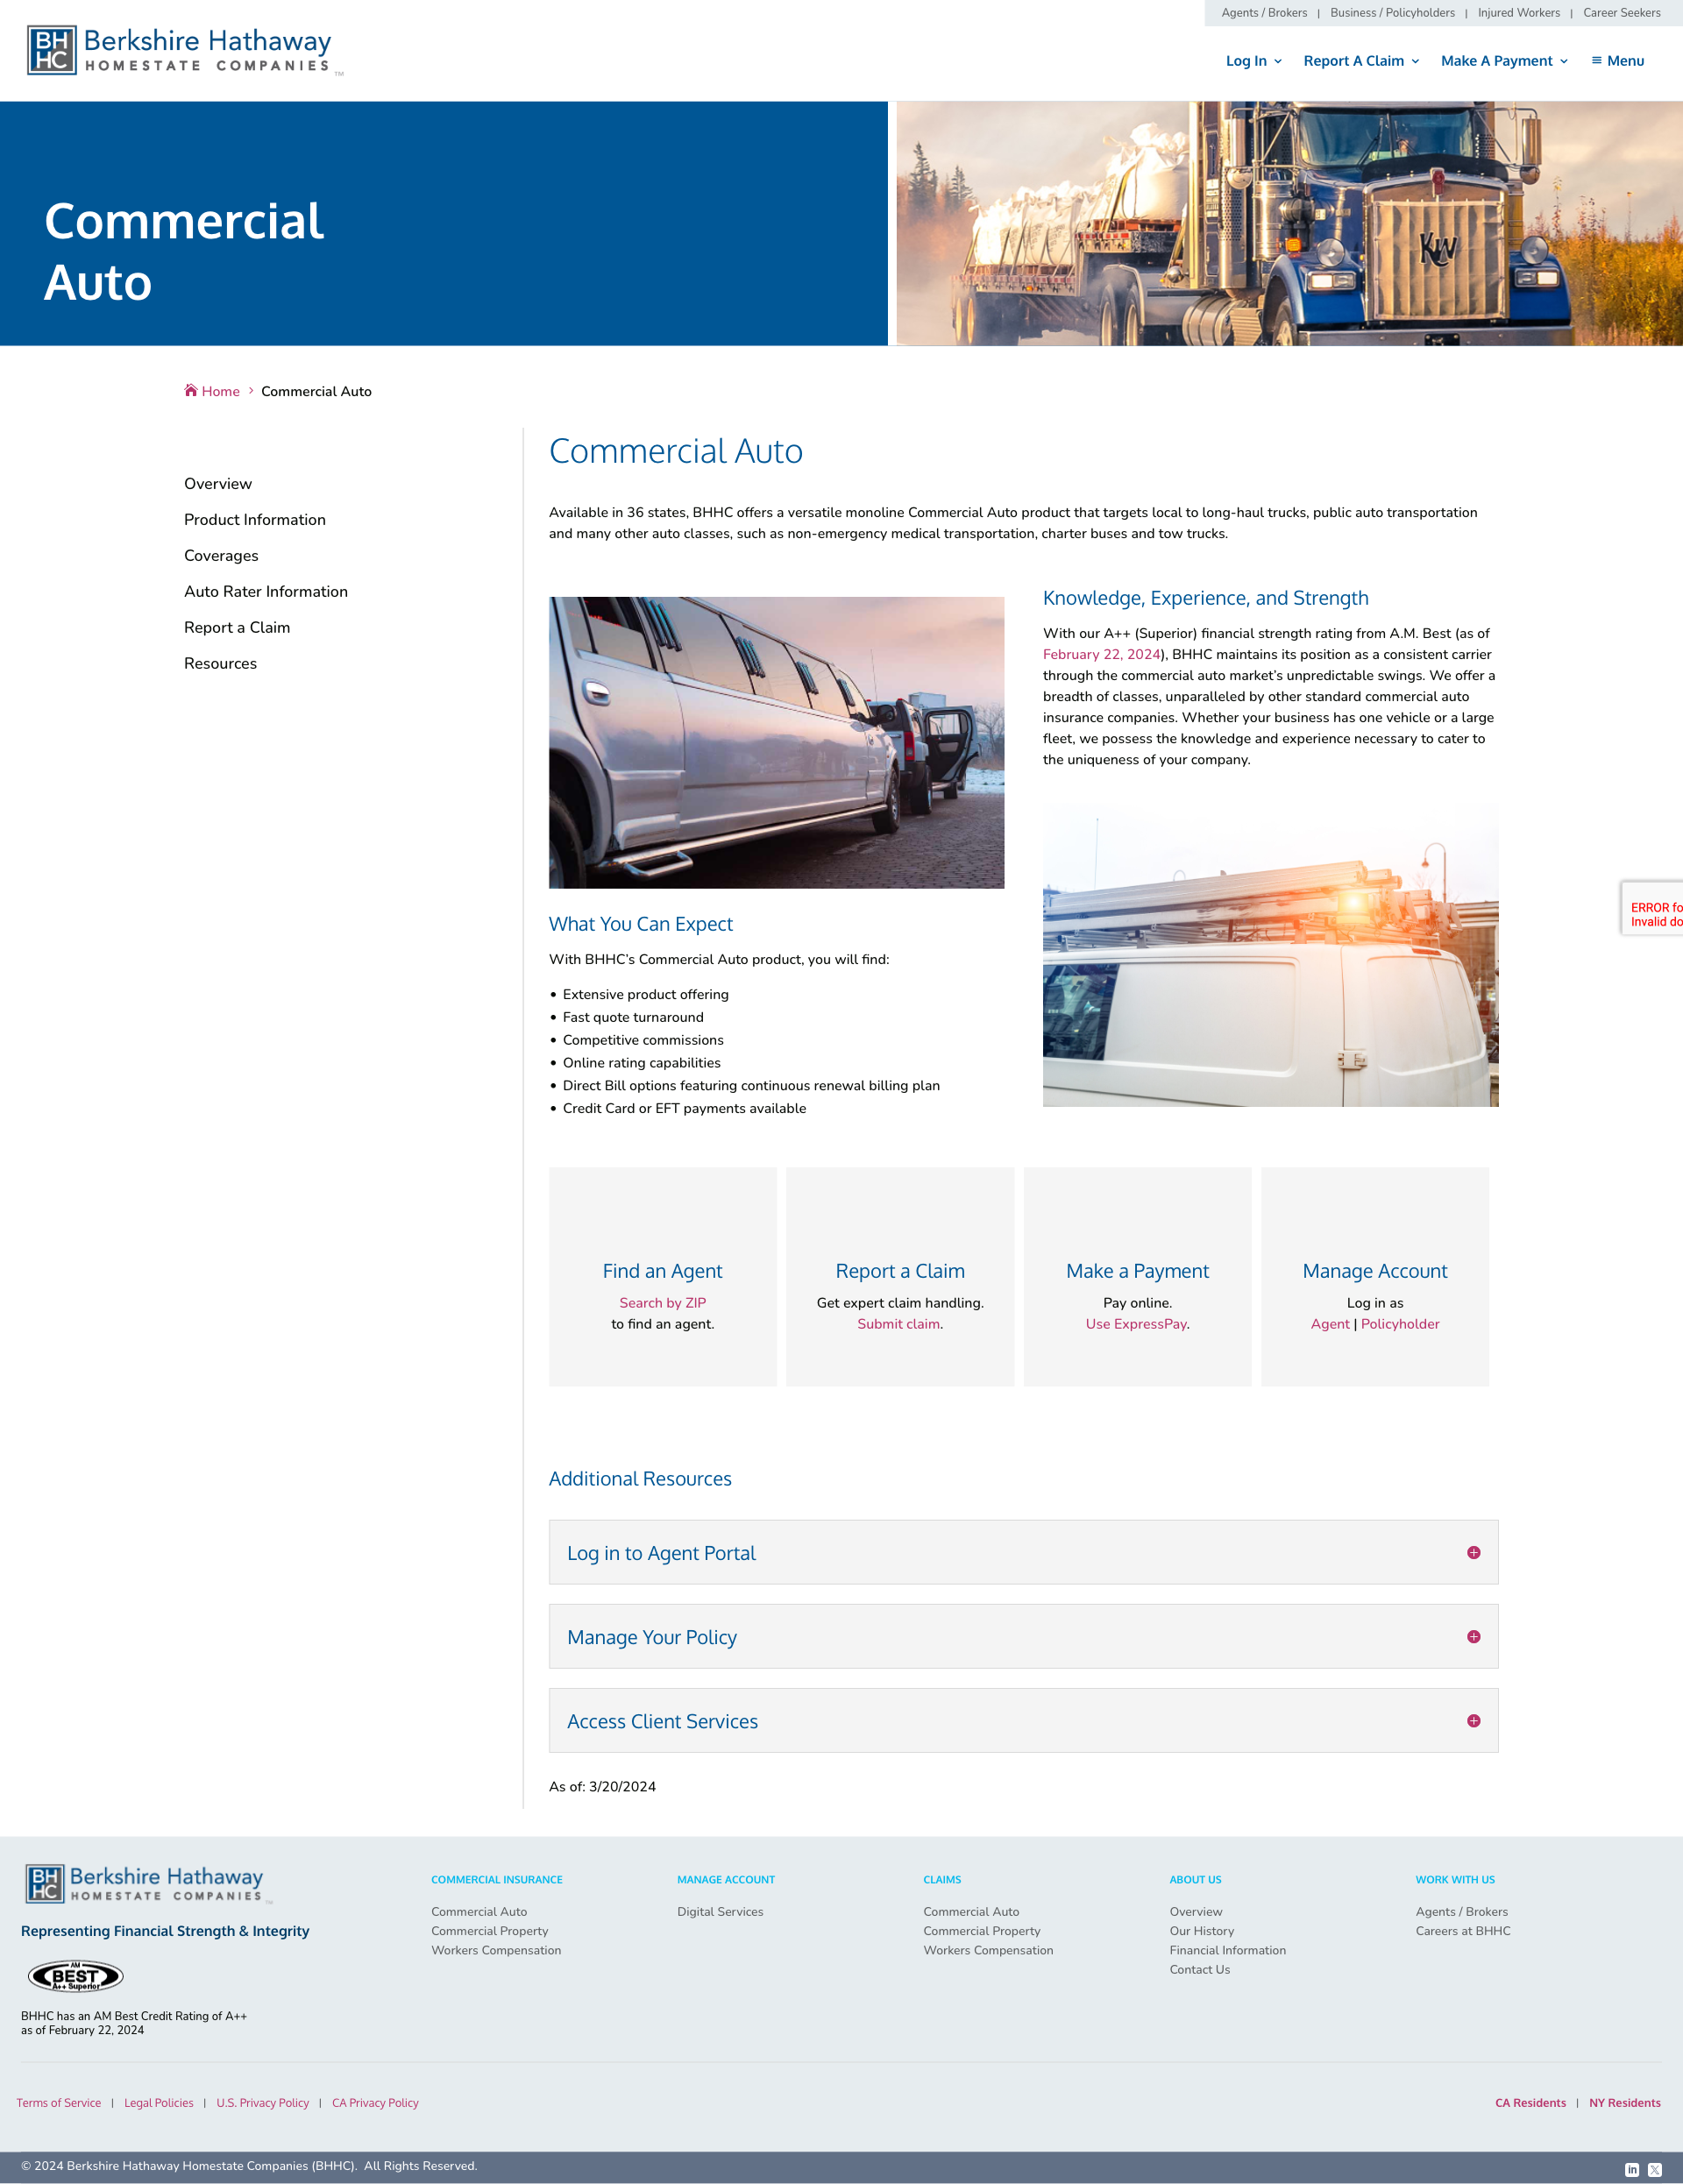 Agents / Brokers | Business / Policyholders | Injured Workers | Career Seekers
BH
HC
Berkshire Hathaway
HOMESTATE COMPANIES TM
Log In Report A Claim Make A Payment ≡ Menu
Commercial
Auto
KW
Home > Commercial Auto
Overview
Product Information
Coverages
Auto Rater Information
Report a Claim
Resources
Commercial Auto
Available in 36 states, BHHC offers a versatile monoline Commercial Auto product that targets local to long-haul trucks, public auto transportation
and many other auto classes, such as non-emergency medical transportation, charter buses and tow trucks.
Knowledge, Experience, and Strength
With our A++ (Superior) financial strength rating from A.M. Best (as of
February 22, 2024), BHHC maintains its position as a consistent carrier
through the commercial auto market’s unpredictable swings. We offer a
breadth of classes, unparalleled by other standard commercial auto
insurance companies. Whether your business has one vehicle or a large
fleet, we possess the knowledge and experience necessary to cater to
the uniqueness of your company.
ERROR fo
Invalid do
What You Can Expect
With BHHC’s Commercial Auto product, you will find:
• Extensive product offering
• Fast quote turnaround
• Competitive commissions
• Online rating capabilities
• Direct Bill options featuring continuous renewal billing plan
• Credit Card or EFT payments available
Find an Agent
Search by ZIP
to find an agent.
Report a Claim
Get expert claim handling.
Submit claim.
Make a Payment
Pay online.
Use ExpressPay.
Manage Account
Log in as
Agent | Policyholder
Additional Resources
Log in to Agent Portal
Manage Your Policy
Access Client Services
As of: 3/20/2024
BH
HC
Berkshire Hathaway
HOMESTATE COMPANIES TM
Representing Financial Strength & Integrity
AM
BEST
A++ Superior
BHHC has an AM Best Credit Rating of A++
as of February 22, 2024
COMMERCIAL INSURANCE
Commercial Auto
Commercial Property
Workers Compensation
MANAGE ACCOUNT
Digital Services
CLAIMS
Commercial Auto
Commercial Property
Workers Compensation
ABOUT US
Overview
Our History
Financial Information
Contact Us
WORK WITH US
Agents / Brokers
Careers at BHHC
Terms of Service | Legal Policies | U.S. Privacy Policy | CA Privacy Policy
CA Residents | NY Residents
© 2024 Berkshire Hathaway Homestate Companies (BHHC). All Rights Reserved.
in X